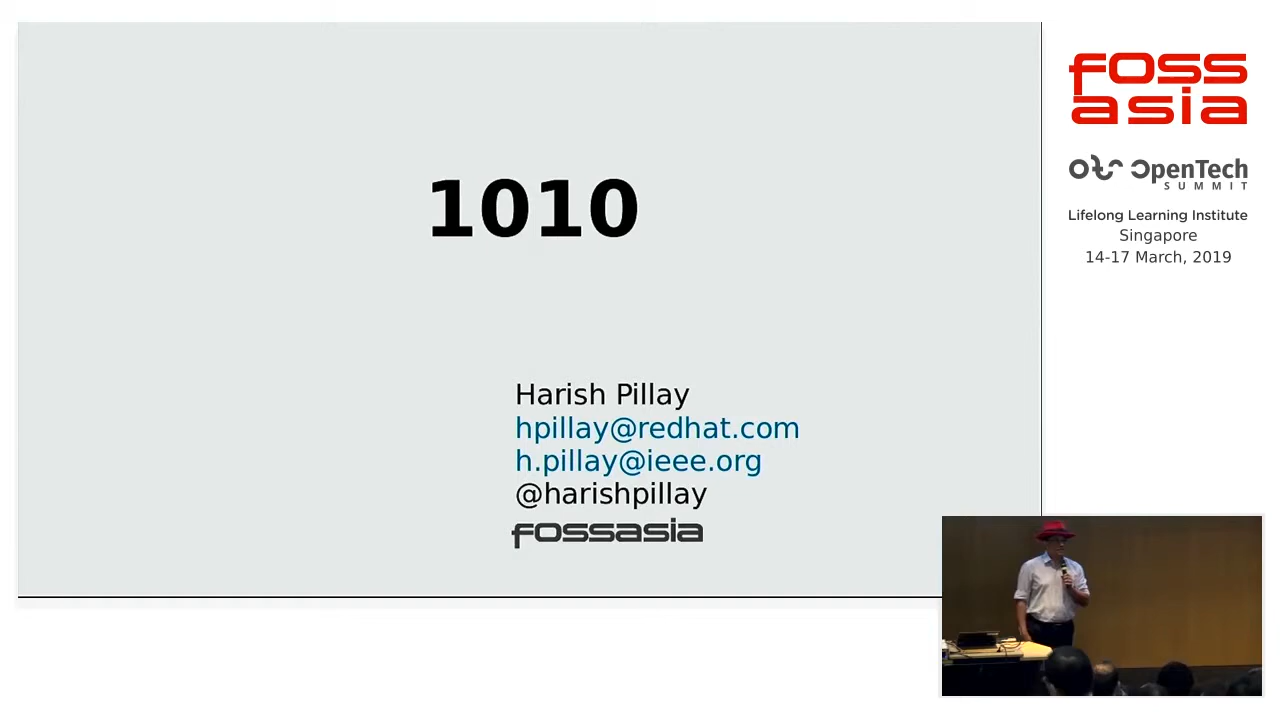 1010
Harish Pillay
hpillay@redhat.com
h.pillay@ieee.org
@harishpillay
fossasia
foss
asia
OpenTech
SUMMIT
Lifelong Learning Institute
Singapore
14-17 March, 2019